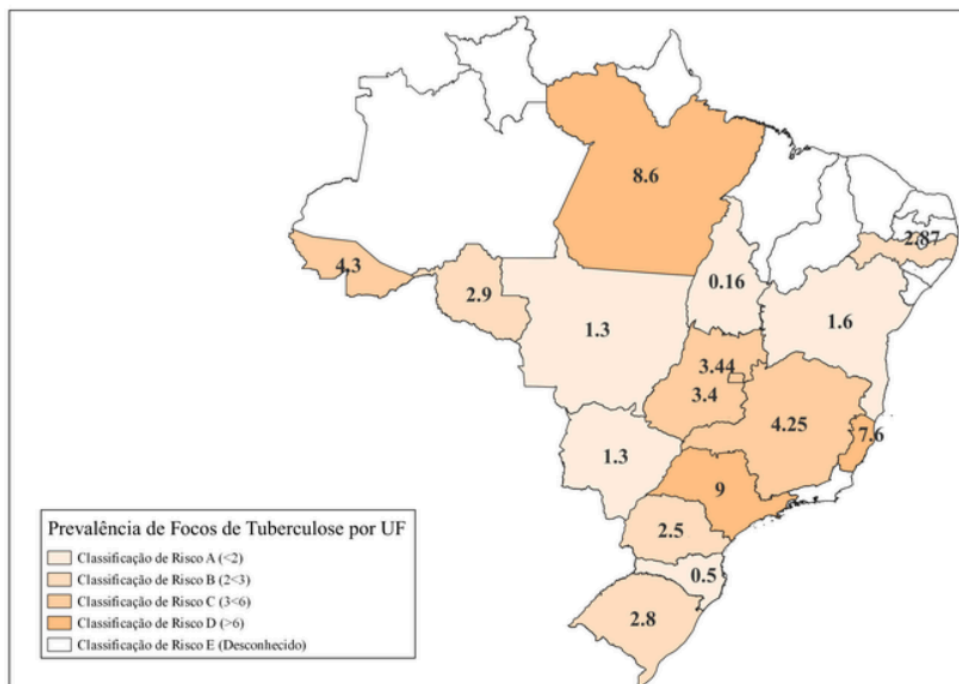 8.6
2.87
4.3
0.16
2.9
1.6
1.3
3.44
3.4
4.25
7.6
1.3
9
2.5
0.5
2.8
Prevalência de Focos de Tuberculose por UF
Classificação de Risco A (<2)
Classificação de Risco B (2<3)
Classificação de Risco C (3<6)
Classificação de Risco D (>6)
Classificação de Risco E (Desconhecido)